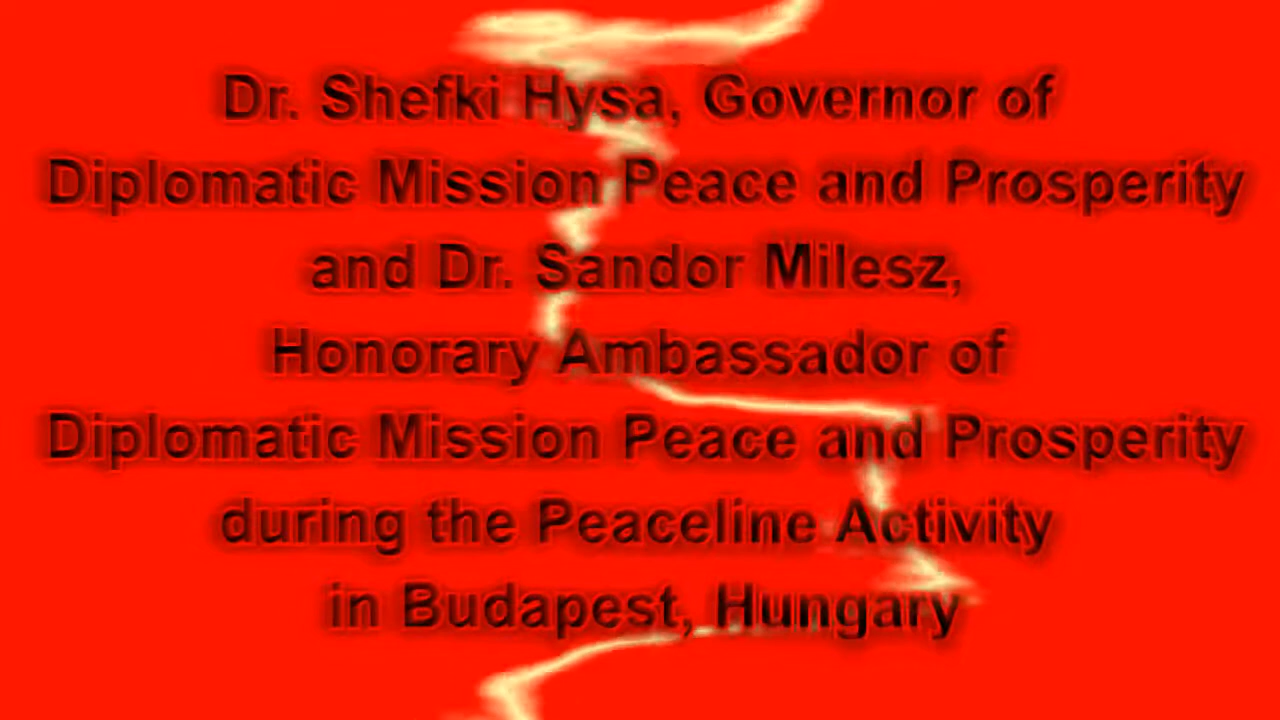 Dr. Shefki Hysa, Governor of
Diplomatic Mission Peace and Prosperity
and Dr. Sandor Milesz,
Honorary Ambassador of
Diplomatic Mission Peace and Prosperity
during the Peaceline Activity
in Budapest, Hungary